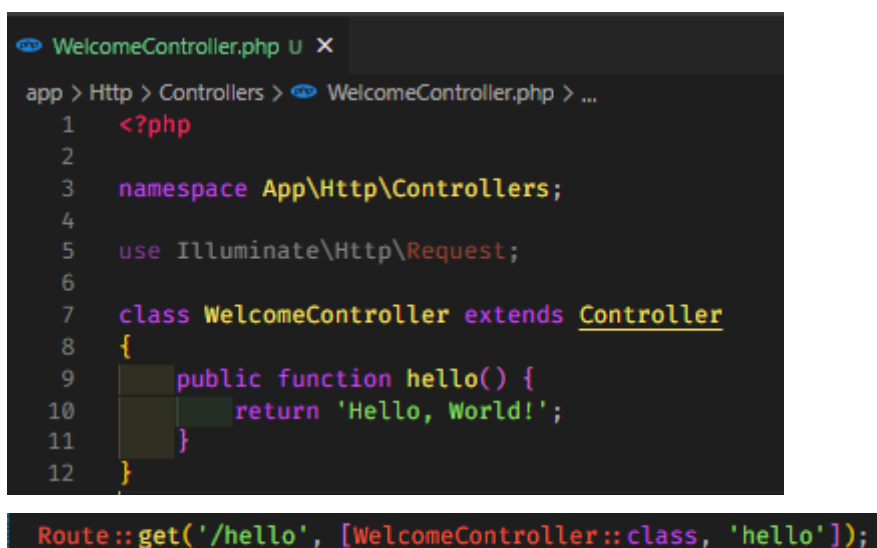 WelcomeController.php U ×
app > Http > Controllers > WelcomeController.php > ...
1 <?php
2
3 namespace App\Http\Controllers;
4
5 use Illuminate\Http\Request;
6
7 class WelcomeController extends Controller
8 {
9 public function hello() {
10 return 'Hello, World!';
11 }
12 }
Route::get('/hello', [WelcomeController::class, 'hello']);